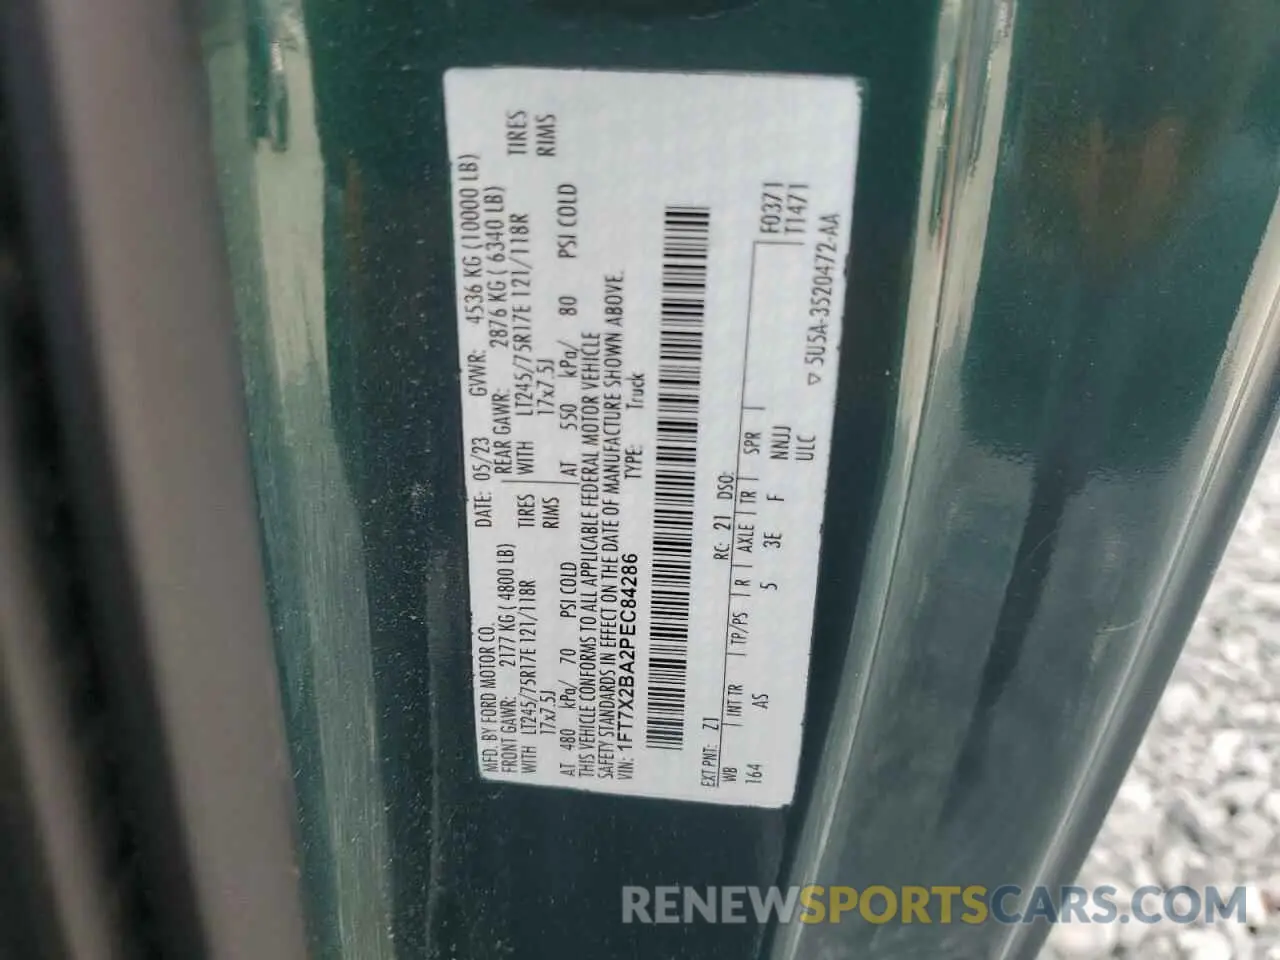 MFD. BY FORD MOTOR CO. DATE: 05/23 GVWR: 4536 KG (10000 LB)
FRONT GAWR: 2177 KG ( 4800 LB) REAR GAWR: 2876 KG ( 6340 LB)
WITH LT245/75R17E 121/118R TIRES WITH LT245/75R17E 121/118R TIRES
17x7.5J RIMS 17x7.5J RIMS
AT 480 kPa/ 70 PSI COLD AT 550 kPa/ 80 PSI COLD
THIS VEHICLE CONFORMS TO ALL APPLICABLE FEDERAL MOTOR VEHICLE
SAFETY STANDARDS IN EFFECT ON THE DATE OF MANUFACTURE SHOWN ABOVE.
VIN: 1FT7X2BA2PEC84286 TYPE: Truck
EXT PNT: Z1 RC: 21 DSO: F0371
WB INT TR TP/PS R AXLE TR SPR T1471
164 AS 5 3E F NNJJ
ULC ▽ 5U5A-3520472-AA
RENEWSPORTSCARS.COM